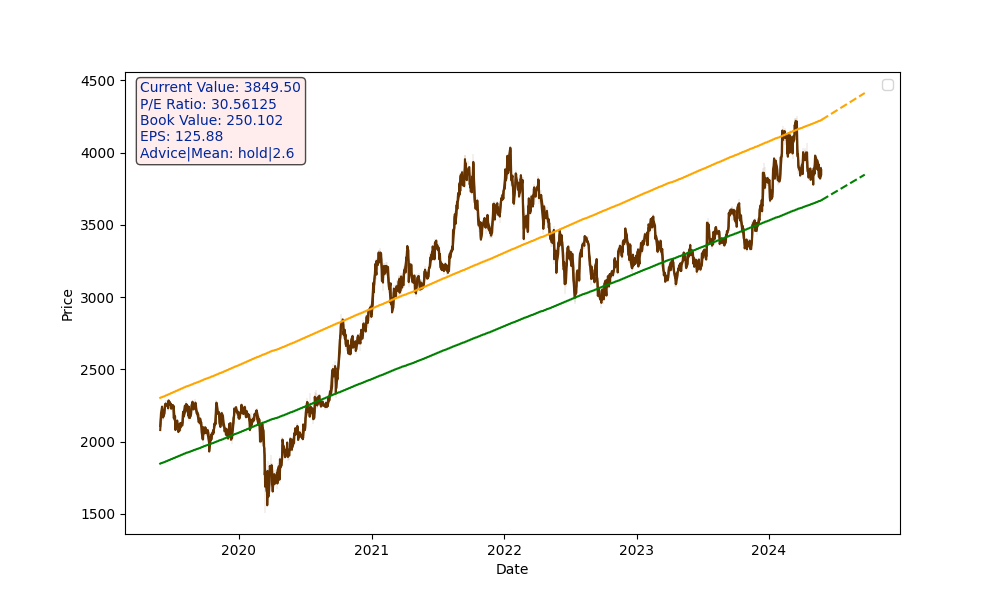 Current Value: 3849.50
P/E Ratio: 30.56125
Book Value: 250.102
EPS: 125.88
Advice|Mean: hold|2.6
4500
4000
3500
3000
2500
2000
1500
Price
2020 2021 2022 2023 2024
Date